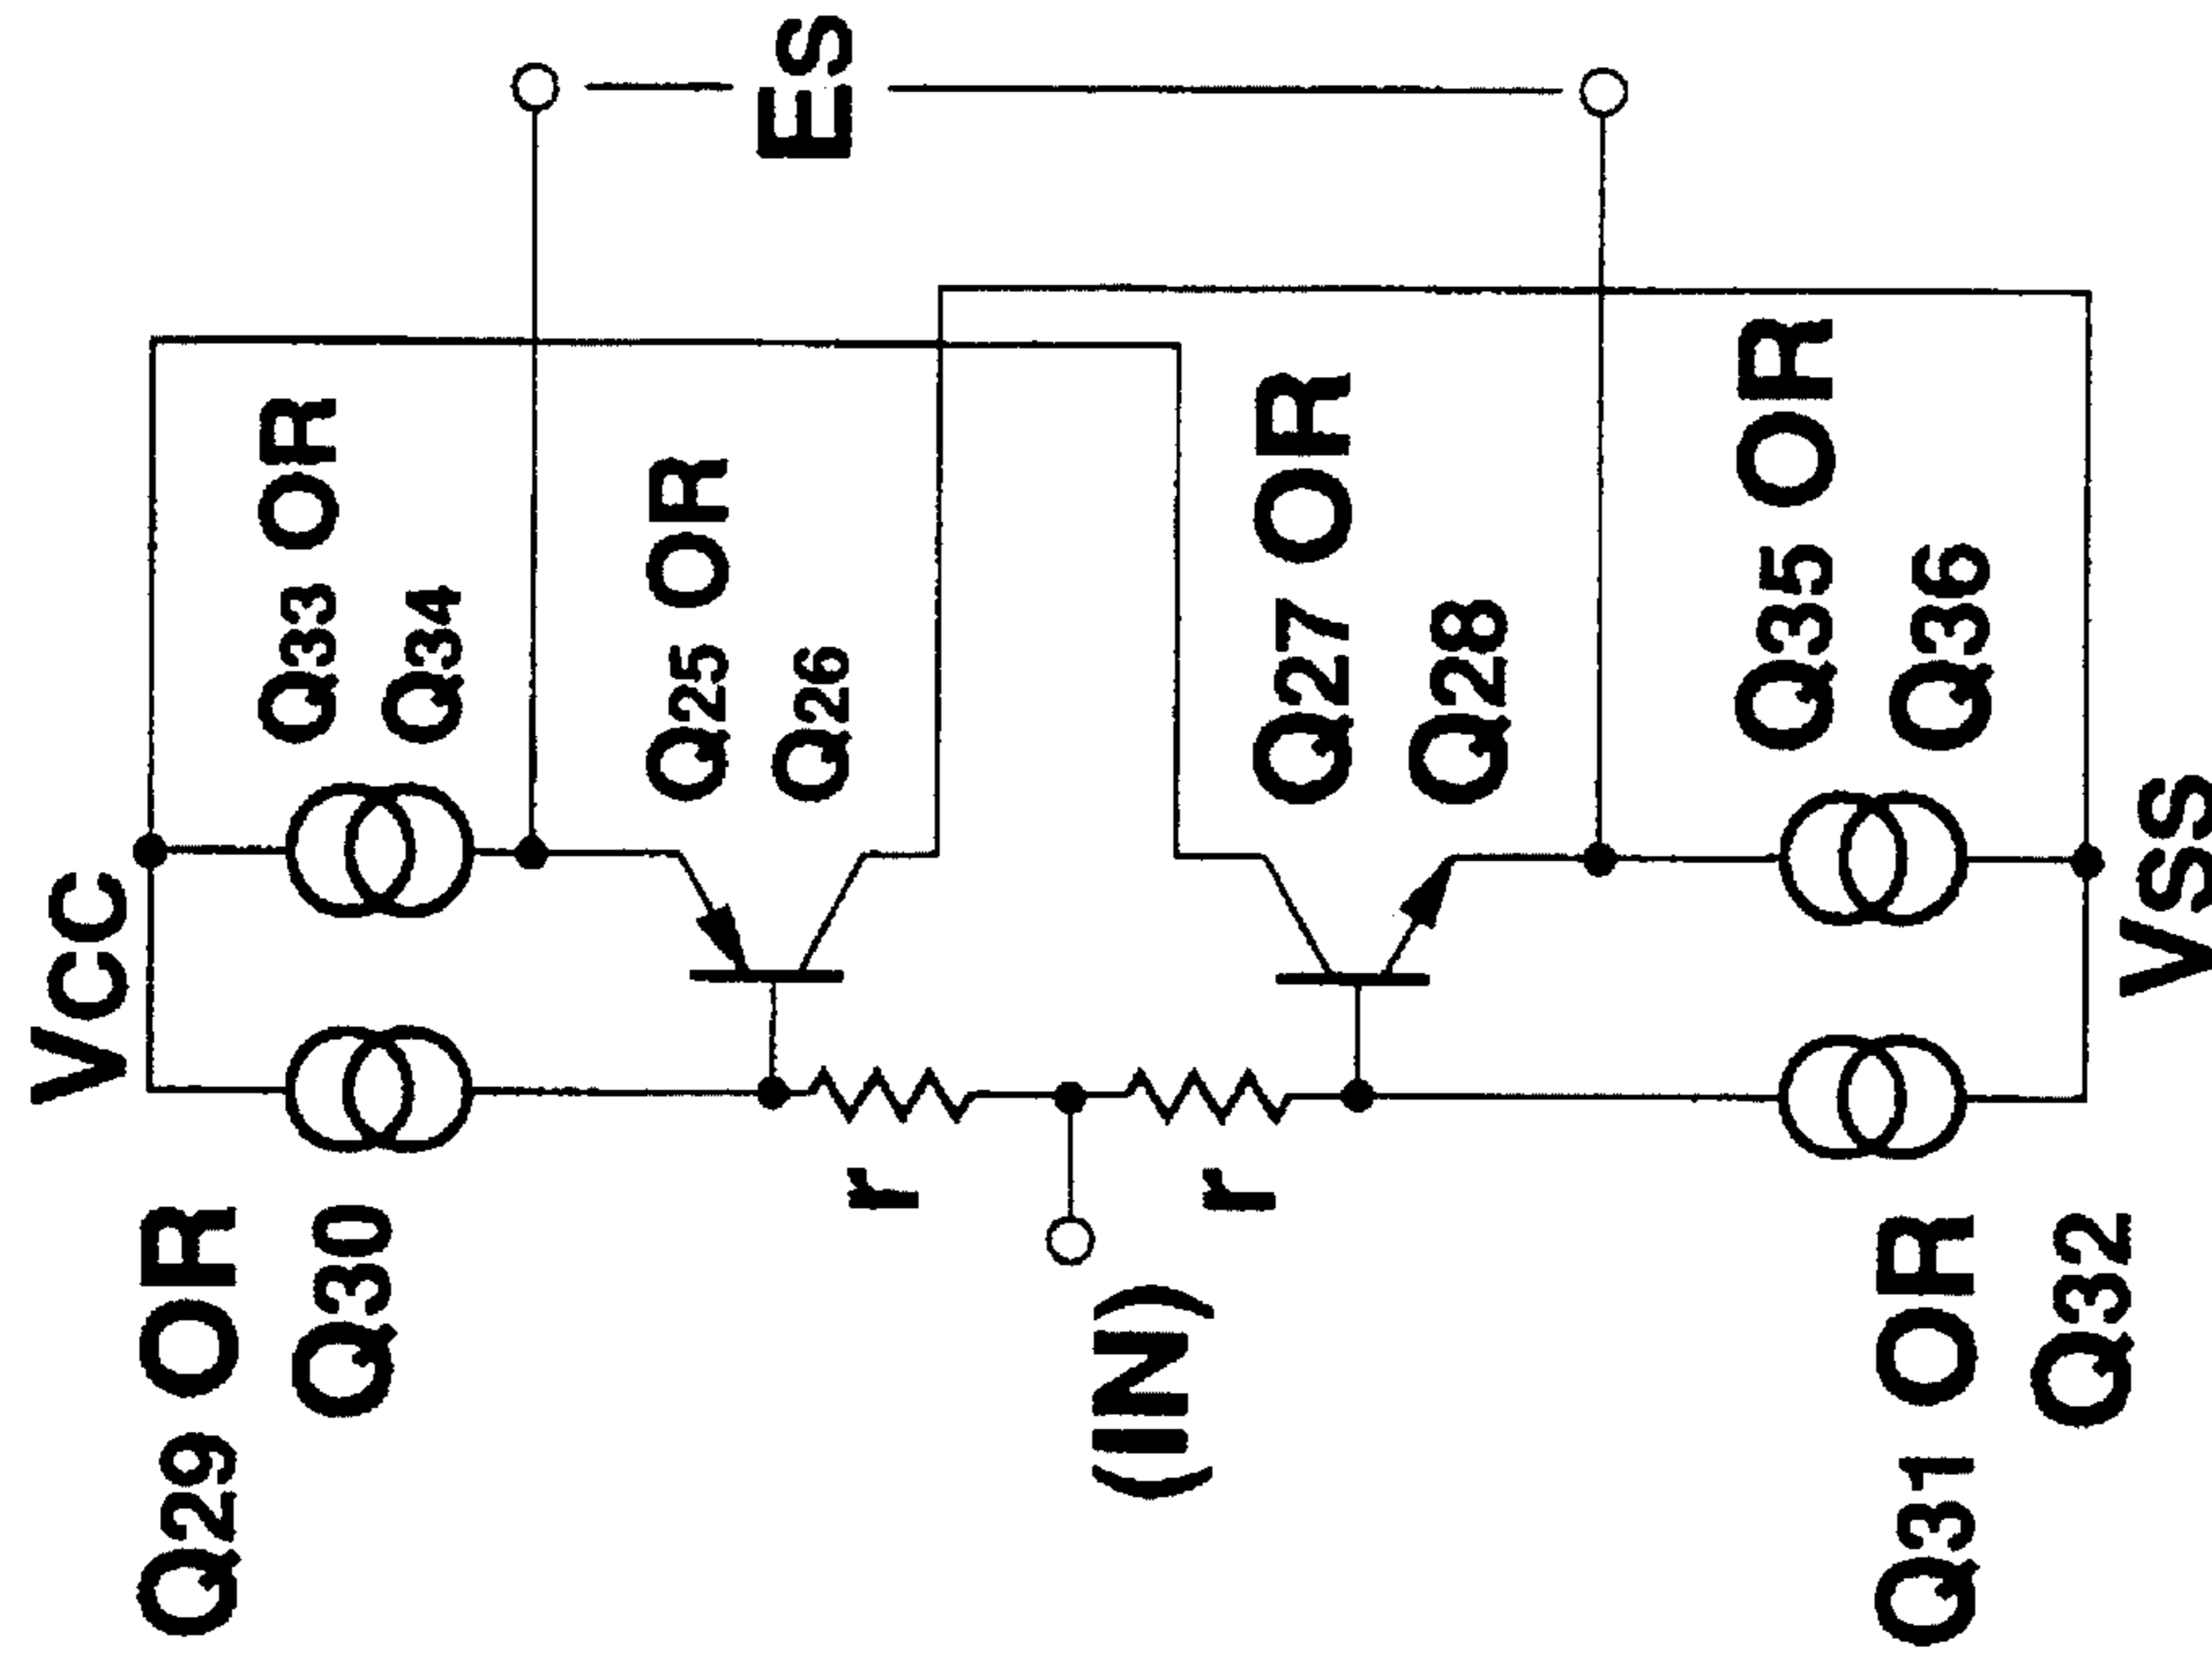 Vcc
Q29 OR
Q30
Q33 OR
Q34
Q25 OR
Q26
Es
r
(IN)
r
Q27 OR
Q28
Q35 OR
Q36
Q31 OR
Q32
Vss